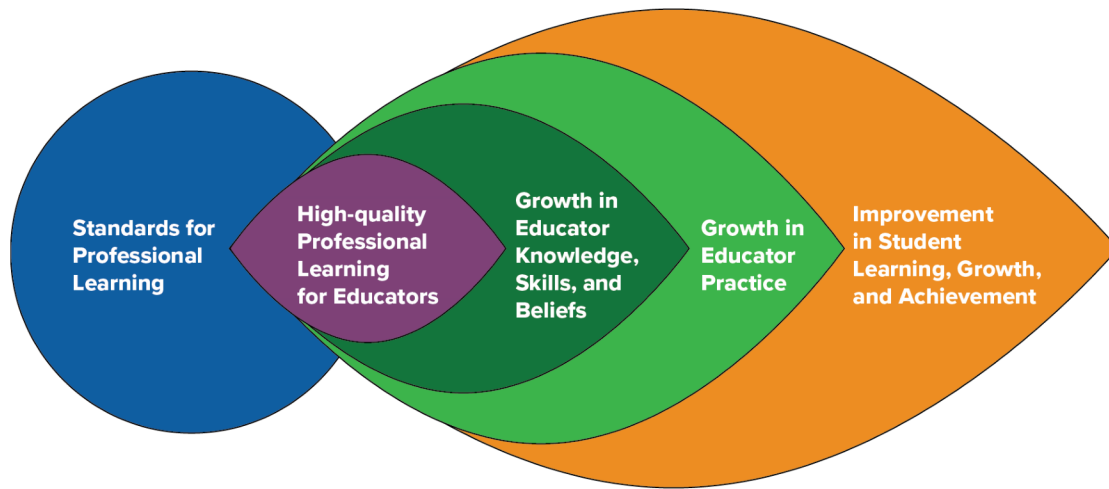 Standards for
Professional
Learning
High-quality
Professional
Learning
for Educators
Growth in
Educator
Knowledge,
Skills, and
Beliefs
Growth in
Educator
Practice
Improvement
in Student
Learning, Growth,
and Achievement